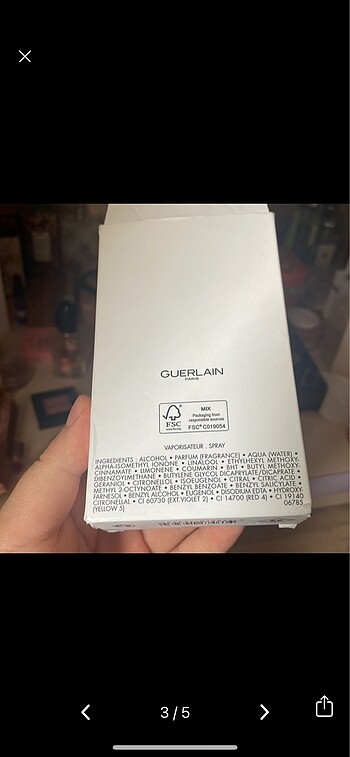 GUERLAIN
PARIS
FSC
MIX
Packaging from
responsible sources
FSC® C019054
VAPORISATEUR . SPRAY
INGREDIENTS : ALCOHOL • PARFUM (FRAGRANCE) • AQUA (WATER) •
ALPHA-ISOMETHYL IONONE • LINALOOL • ETHYLHEXYL METHOXY-
CINNAMATE • LIMONENE • COUMARIN • BHT • BUTYL METHOXY-
DIBENZOYLMETHANE • BUTYLENE GLYCOL DICAPRYLATE/DICAPRATE •
GERANIOL • CITRONELLOL • ISOEUGENOL • CITRAL • CITRIC ACID •
METHYL 2-OCTYNOATE • BENZYL BENZOATE • BENZYL SALICYLATE •
FARNESOL • BENZYL ALCOHOL • EUGENOL • DISODIUM EDTA • HYDROXY-
CITRONELLAL • CI 60730 (EXT.VIOLET 2) • CI 14700 (RED 4) • CI 19140
(YELLOW 5) 06785
3 / 5